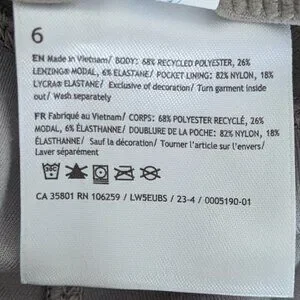 6
EN Made in Vietnam/ BODY: 68% RECYCLED POLYESTER, 26%
LENZING® MODAL, 6% ELASTANE/ POCKET LINING: 82% NYLON, 18%
LYCRA® ELASTANE/ Exclusive of decoration/ Turn garment inside
out/ Wash separately
FR Fabriqué au Vietnam/ CORPS: 68% POLYESTER RECYCLÉ, 26%
MODAL, 6% ÉLASTHANNE/ DOUBLURE DE LA POCHE: 82% NYLON, 18%
ÉLASTHANNE/ Sauf la décoration/ Tourner l'article sur l'envers/
Laver séparément
CA 35801 RN 106259 / LW5EUBS / 23-4 / 0005190-01